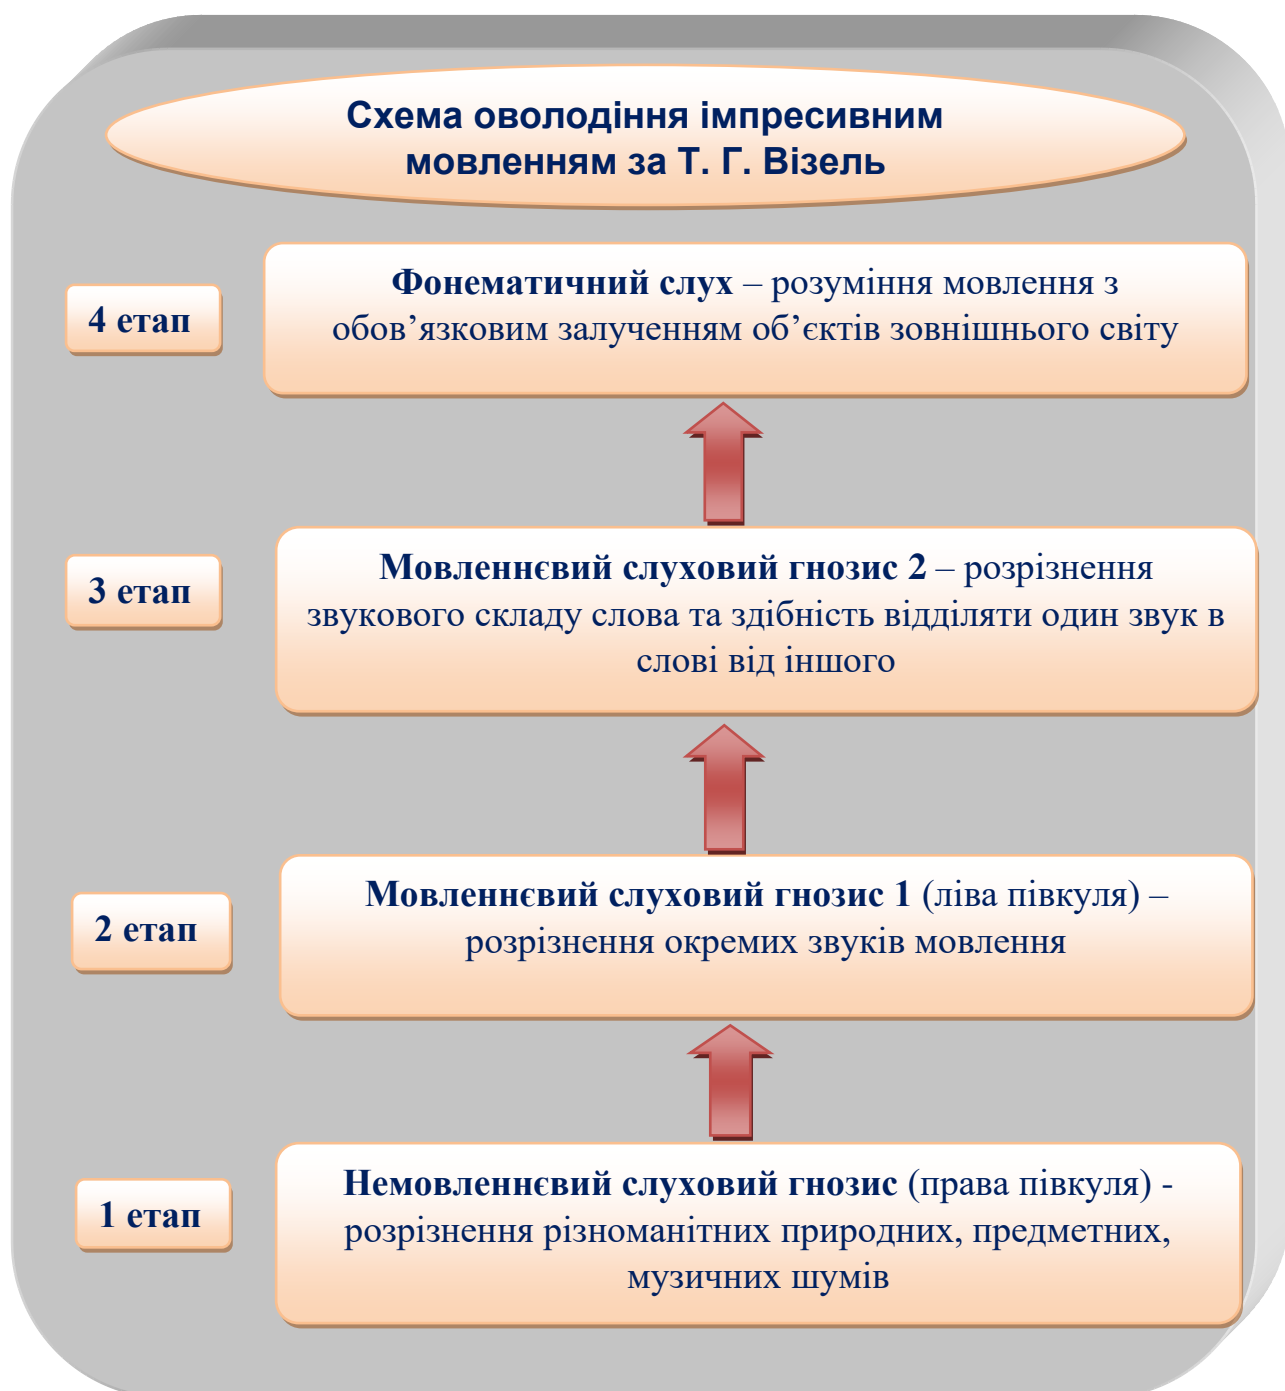 Схема оволодіння імпресивним
мовленням за Т. Г. Візель
4 етап
Фонематичний слух – розуміння мовлення з
обов’язковим залученням об’єктів зовнішнього світу
3 етап
Мовленнєвий слуховий гнозис 2 – розрізнення
звукового складу слова та здібність відділяти один звук в
слові від іншого
2 етап
Мовленнєвий слуховий гнозис 1 (ліва півкуля) –
розрізнення окремих звуків мовлення
1 етап
Немовленнєвий слуховий гнозис (права півкуля) -
розрізнення різноманітних природних, предметних,
музичних шумів